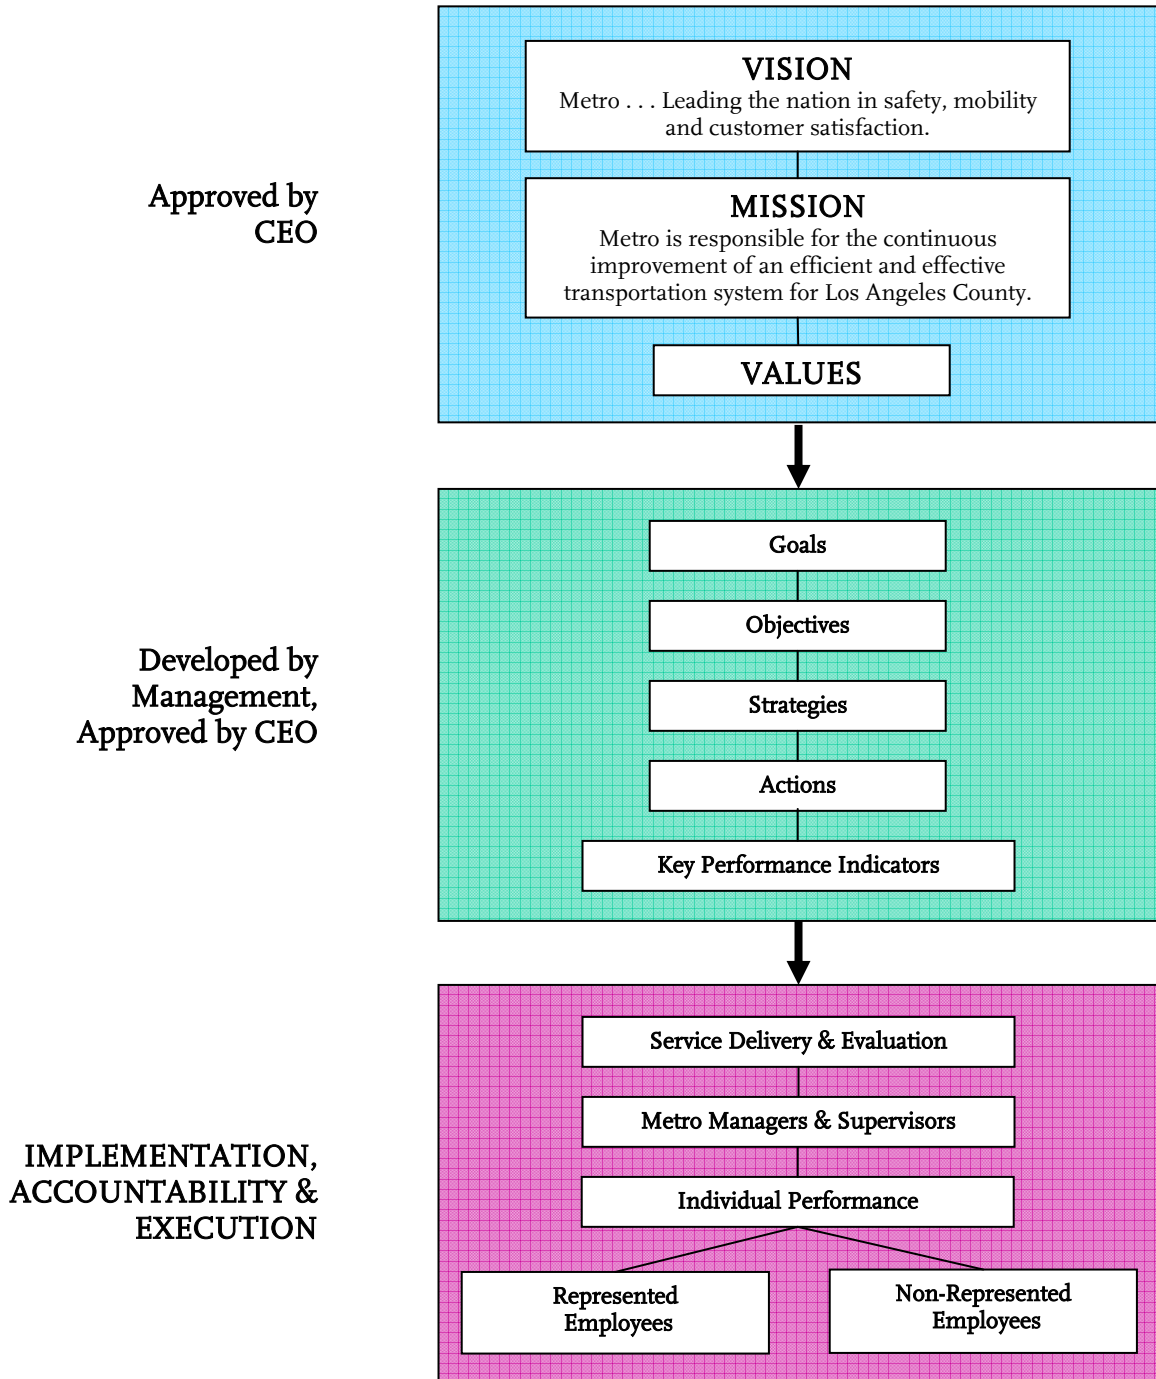 VISION
Metro . . . Leading the nation in safety, mobility
and customer satisfaction.
Approved by
CEO
MISSION
Metro is responsible for the continuous
improvement of an efficient and effective
transportation system for Los Angeles County.
VALUES
Developed by
Management,
Approved by CEO
Goals
Objectives
Strategies
Actions
Key Performance Indicators
IMPLEMENTATION,
ACCOUNTABILITY &
EXECUTION
Service Delivery & Evaluation
Metro Managers & Supervisors
Individual Performance
Represented
Employees
Non-Represented
Employees